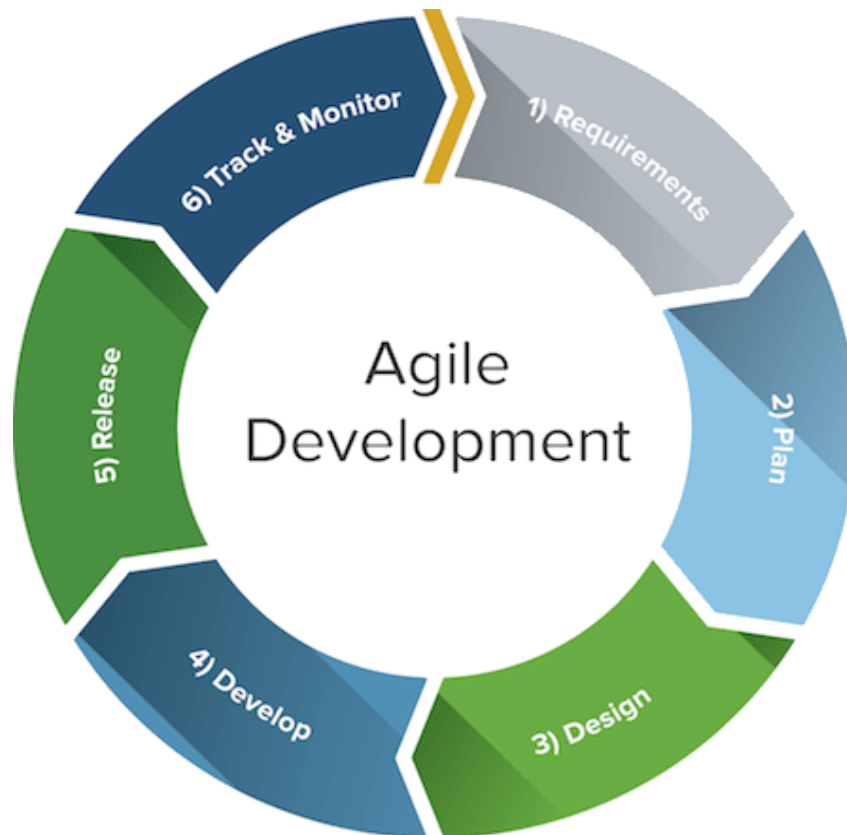 Agile
Development
1) Requirements
2) Plan
3) Design
4) Develop
5) Release
6) Track & Monitor